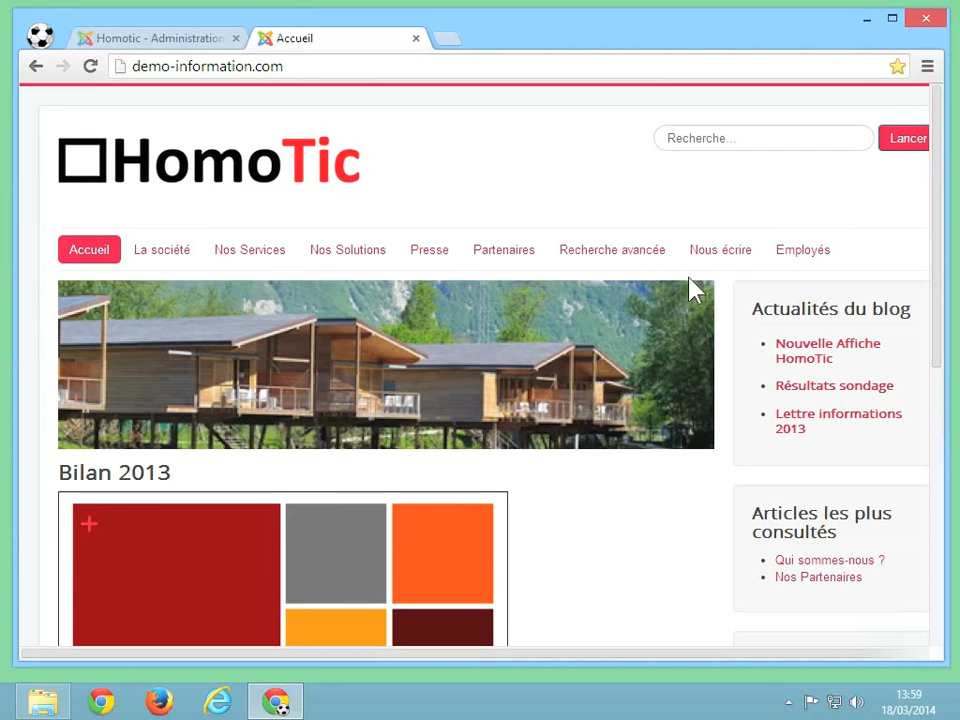 Homotic - Administration
Accueil
demo-information.com
HomoTic
Recherche...
Lancer
Accueil
La société
Nos Services
Nos Solutions
Presse
Partenaires
Recherche avancée
Nous écrire
Employés
Actualités du blog
Nouvelle Affiche
HomoTic
Résultats sondage
Lettre informations
2013
Bilan 2013
Articles les plus
consultés
Qui sommes-nous ?
Nos Partenaires
13:59
18/03/2014